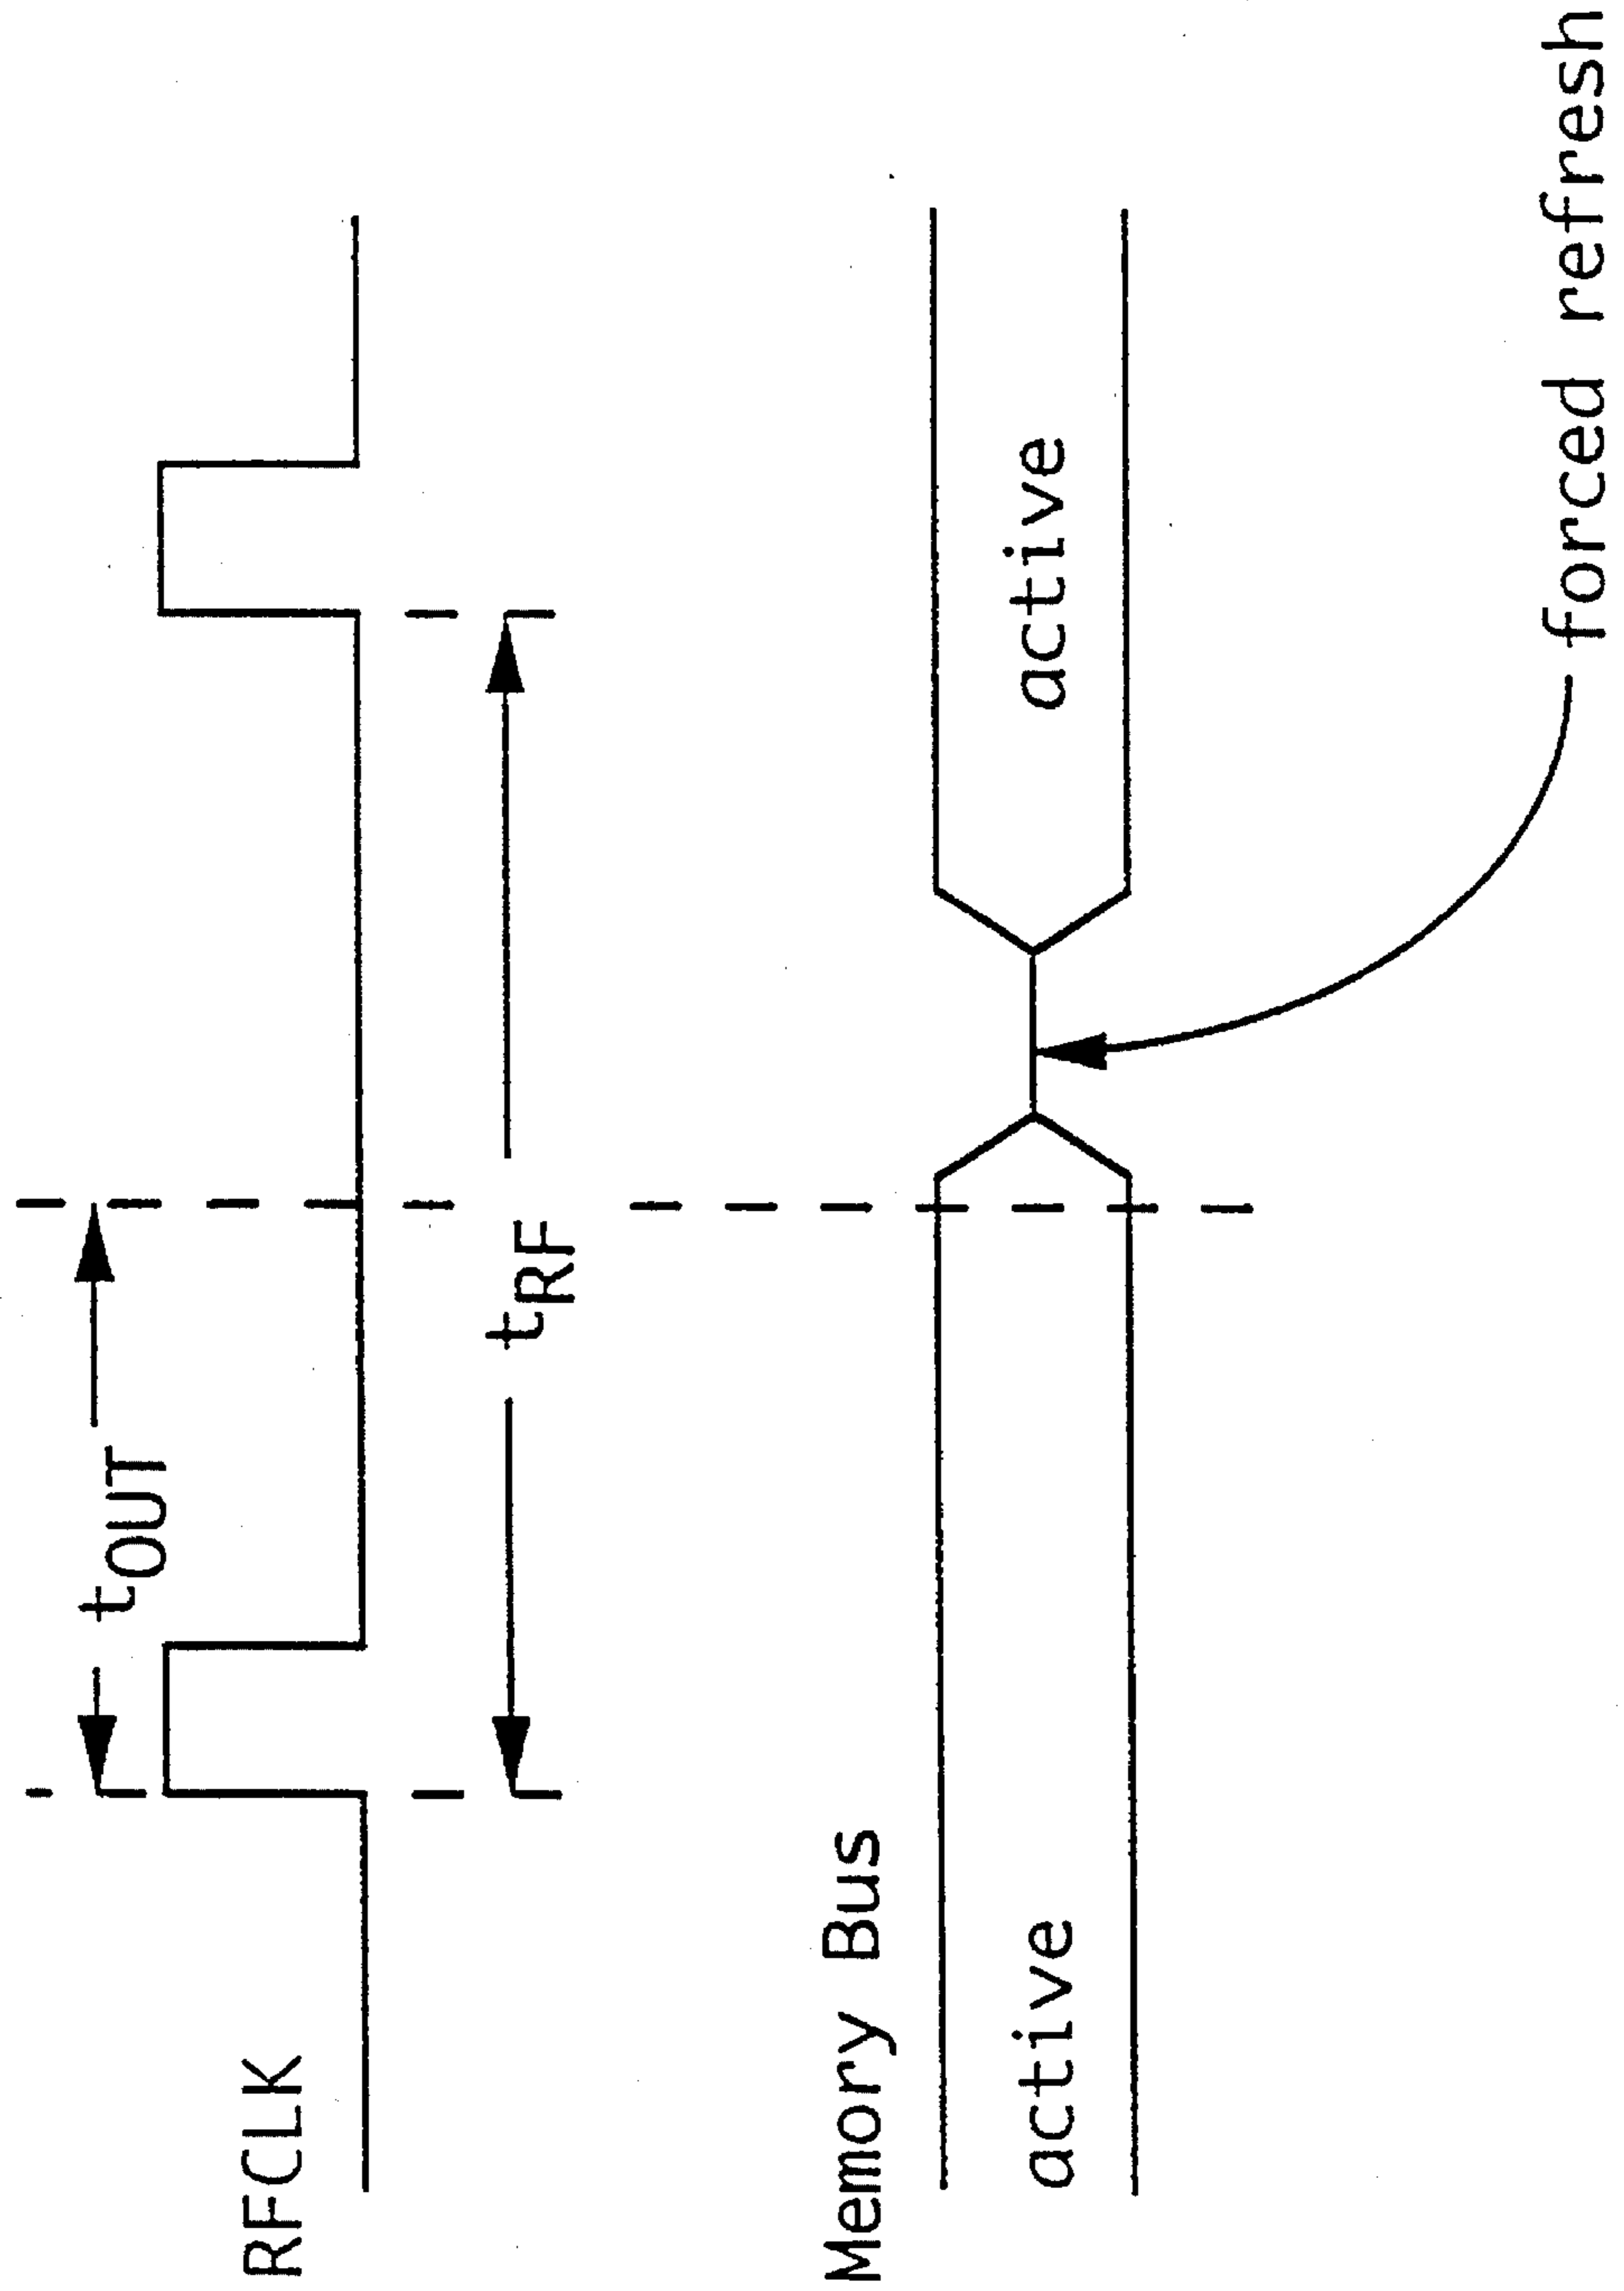 tOUT
RFCLK
tRF
Memory Bus
active
active
forced refresh